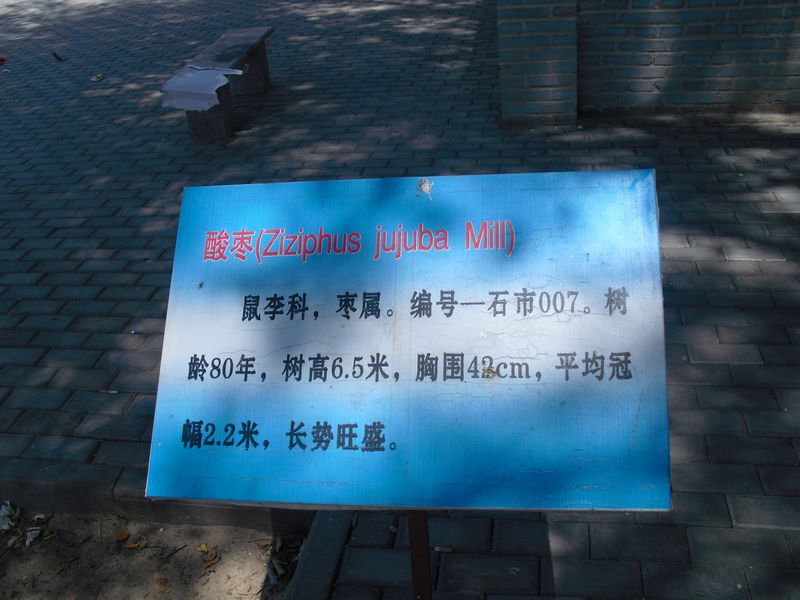 酸枣(Ziziphus jujuba Mill)
鼠李科，枣属。编号—石市007。树
龄80年，树高6.5米，胸围42cm，平均冠
幅2.2米，长势旺盛。